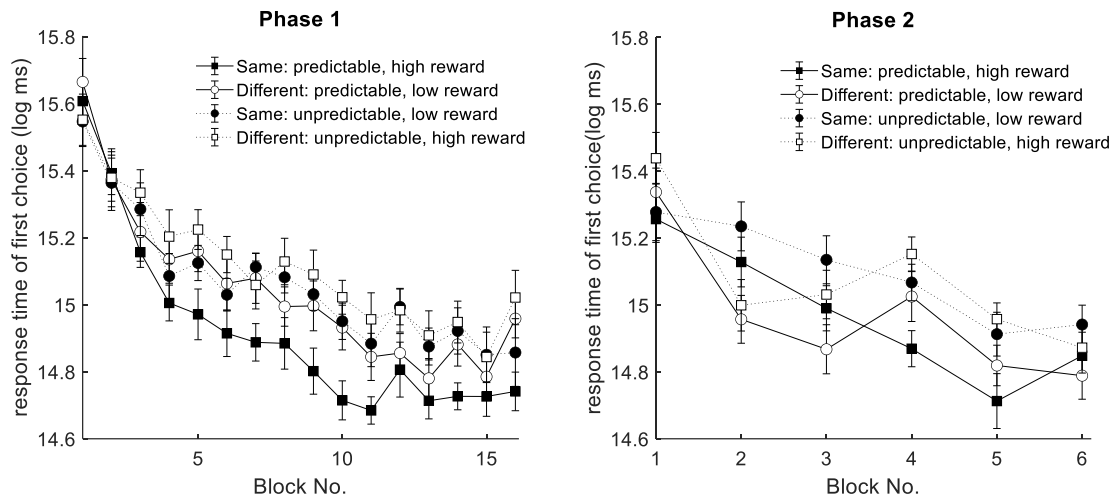 Phase 1
15.8
15.6
15.4
15.2
15
14.8
14.6
response time of first choice (log ms)
Same: predictable, high reward
Different: predictable, low reward
Same: unpredictable, low reward
Different: unpredictable, high reward
5
10
15
Block No.
Phase 2
15.8
15.6
15.4
15.2
15
14.8
14.6
response time of first choice(log ms)
Same: predictable, high reward
Different: predictable, low reward
Same: unpredictable, low reward
Different: unpredictable, high reward
1
2
3
4
5
6
Block No.